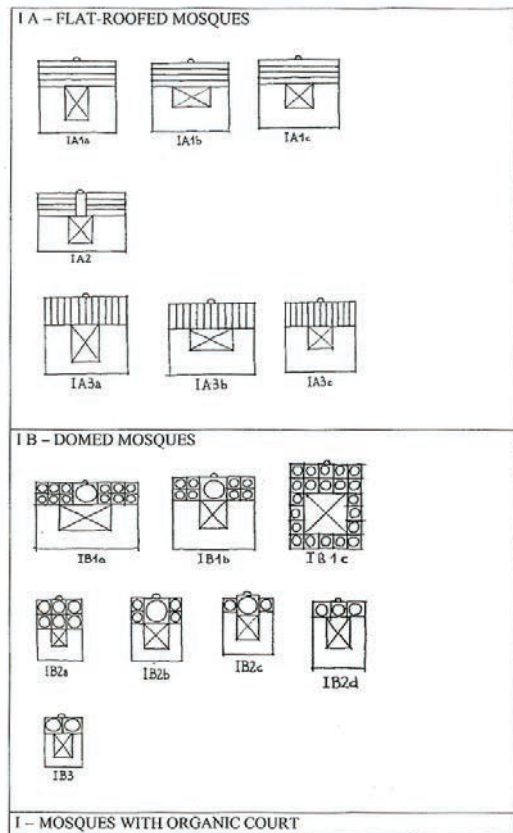 I A – FLAT-ROOFED MOSQUES
IA1a IA1b IA1c
IA2
IA3a IA3b IA3c
I B – DOMED MOSQUES
IB1a IB1b IB1c
IB2a IB2b IB2c IB2d
IB3
I – MOSQUES WITH ORGANIC COURT